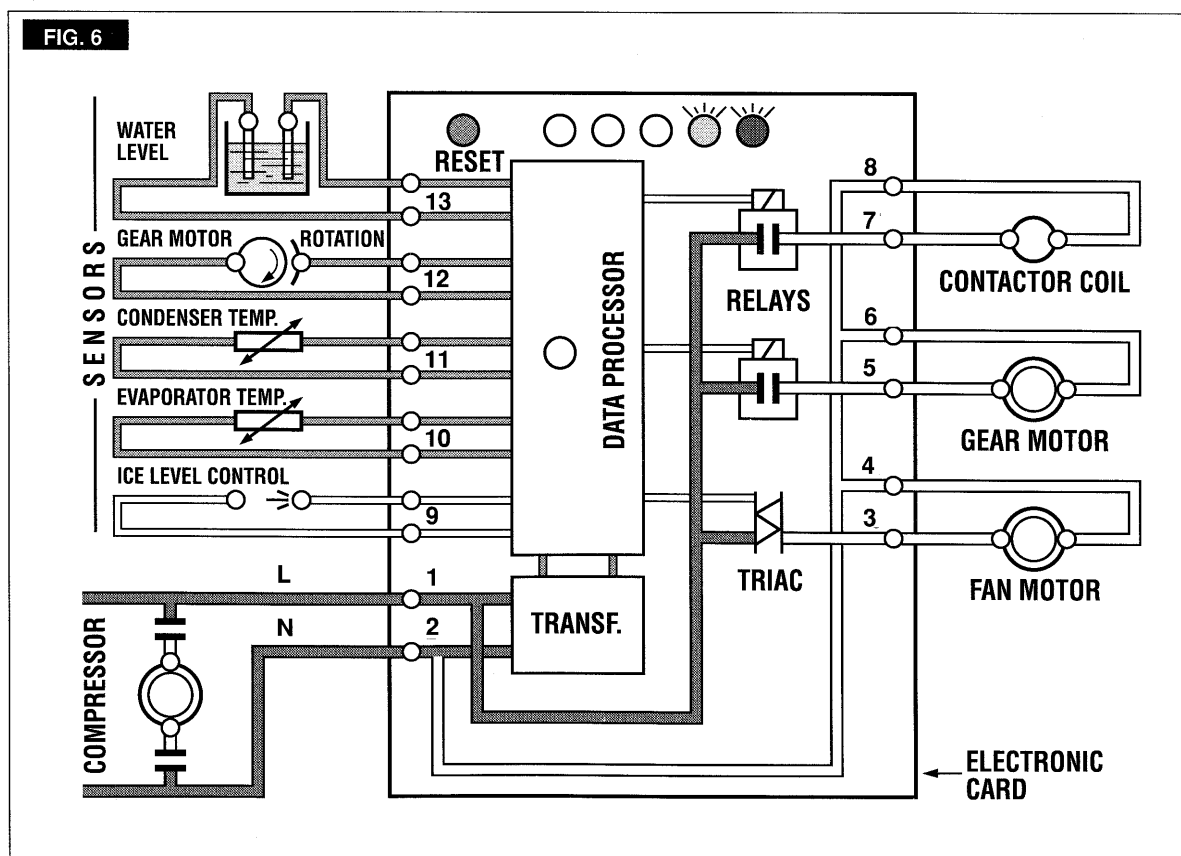 FIG. 6
WATER
LEVEL
RESET
13
GEAR MOTOR
ROTATION
12
CONDENSER TEMP.
11
EVAPORATOR TEMP.
10
ICE LEVEL CONTROL
9
SENSORS
DATA PROCESSOR
8
7
CONTACTOR COIL
RELAYS
6
5
GEAR MOTOR
4
3
TRIAC
FAN MOTOR
L
1
N
2
TRANSF.
COMPRESSOR
ELECTRONIC
CARD